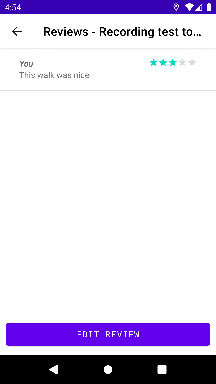 4:54
Reviews - Recording test to...
You
This walk was nice
EDIT REVIEW